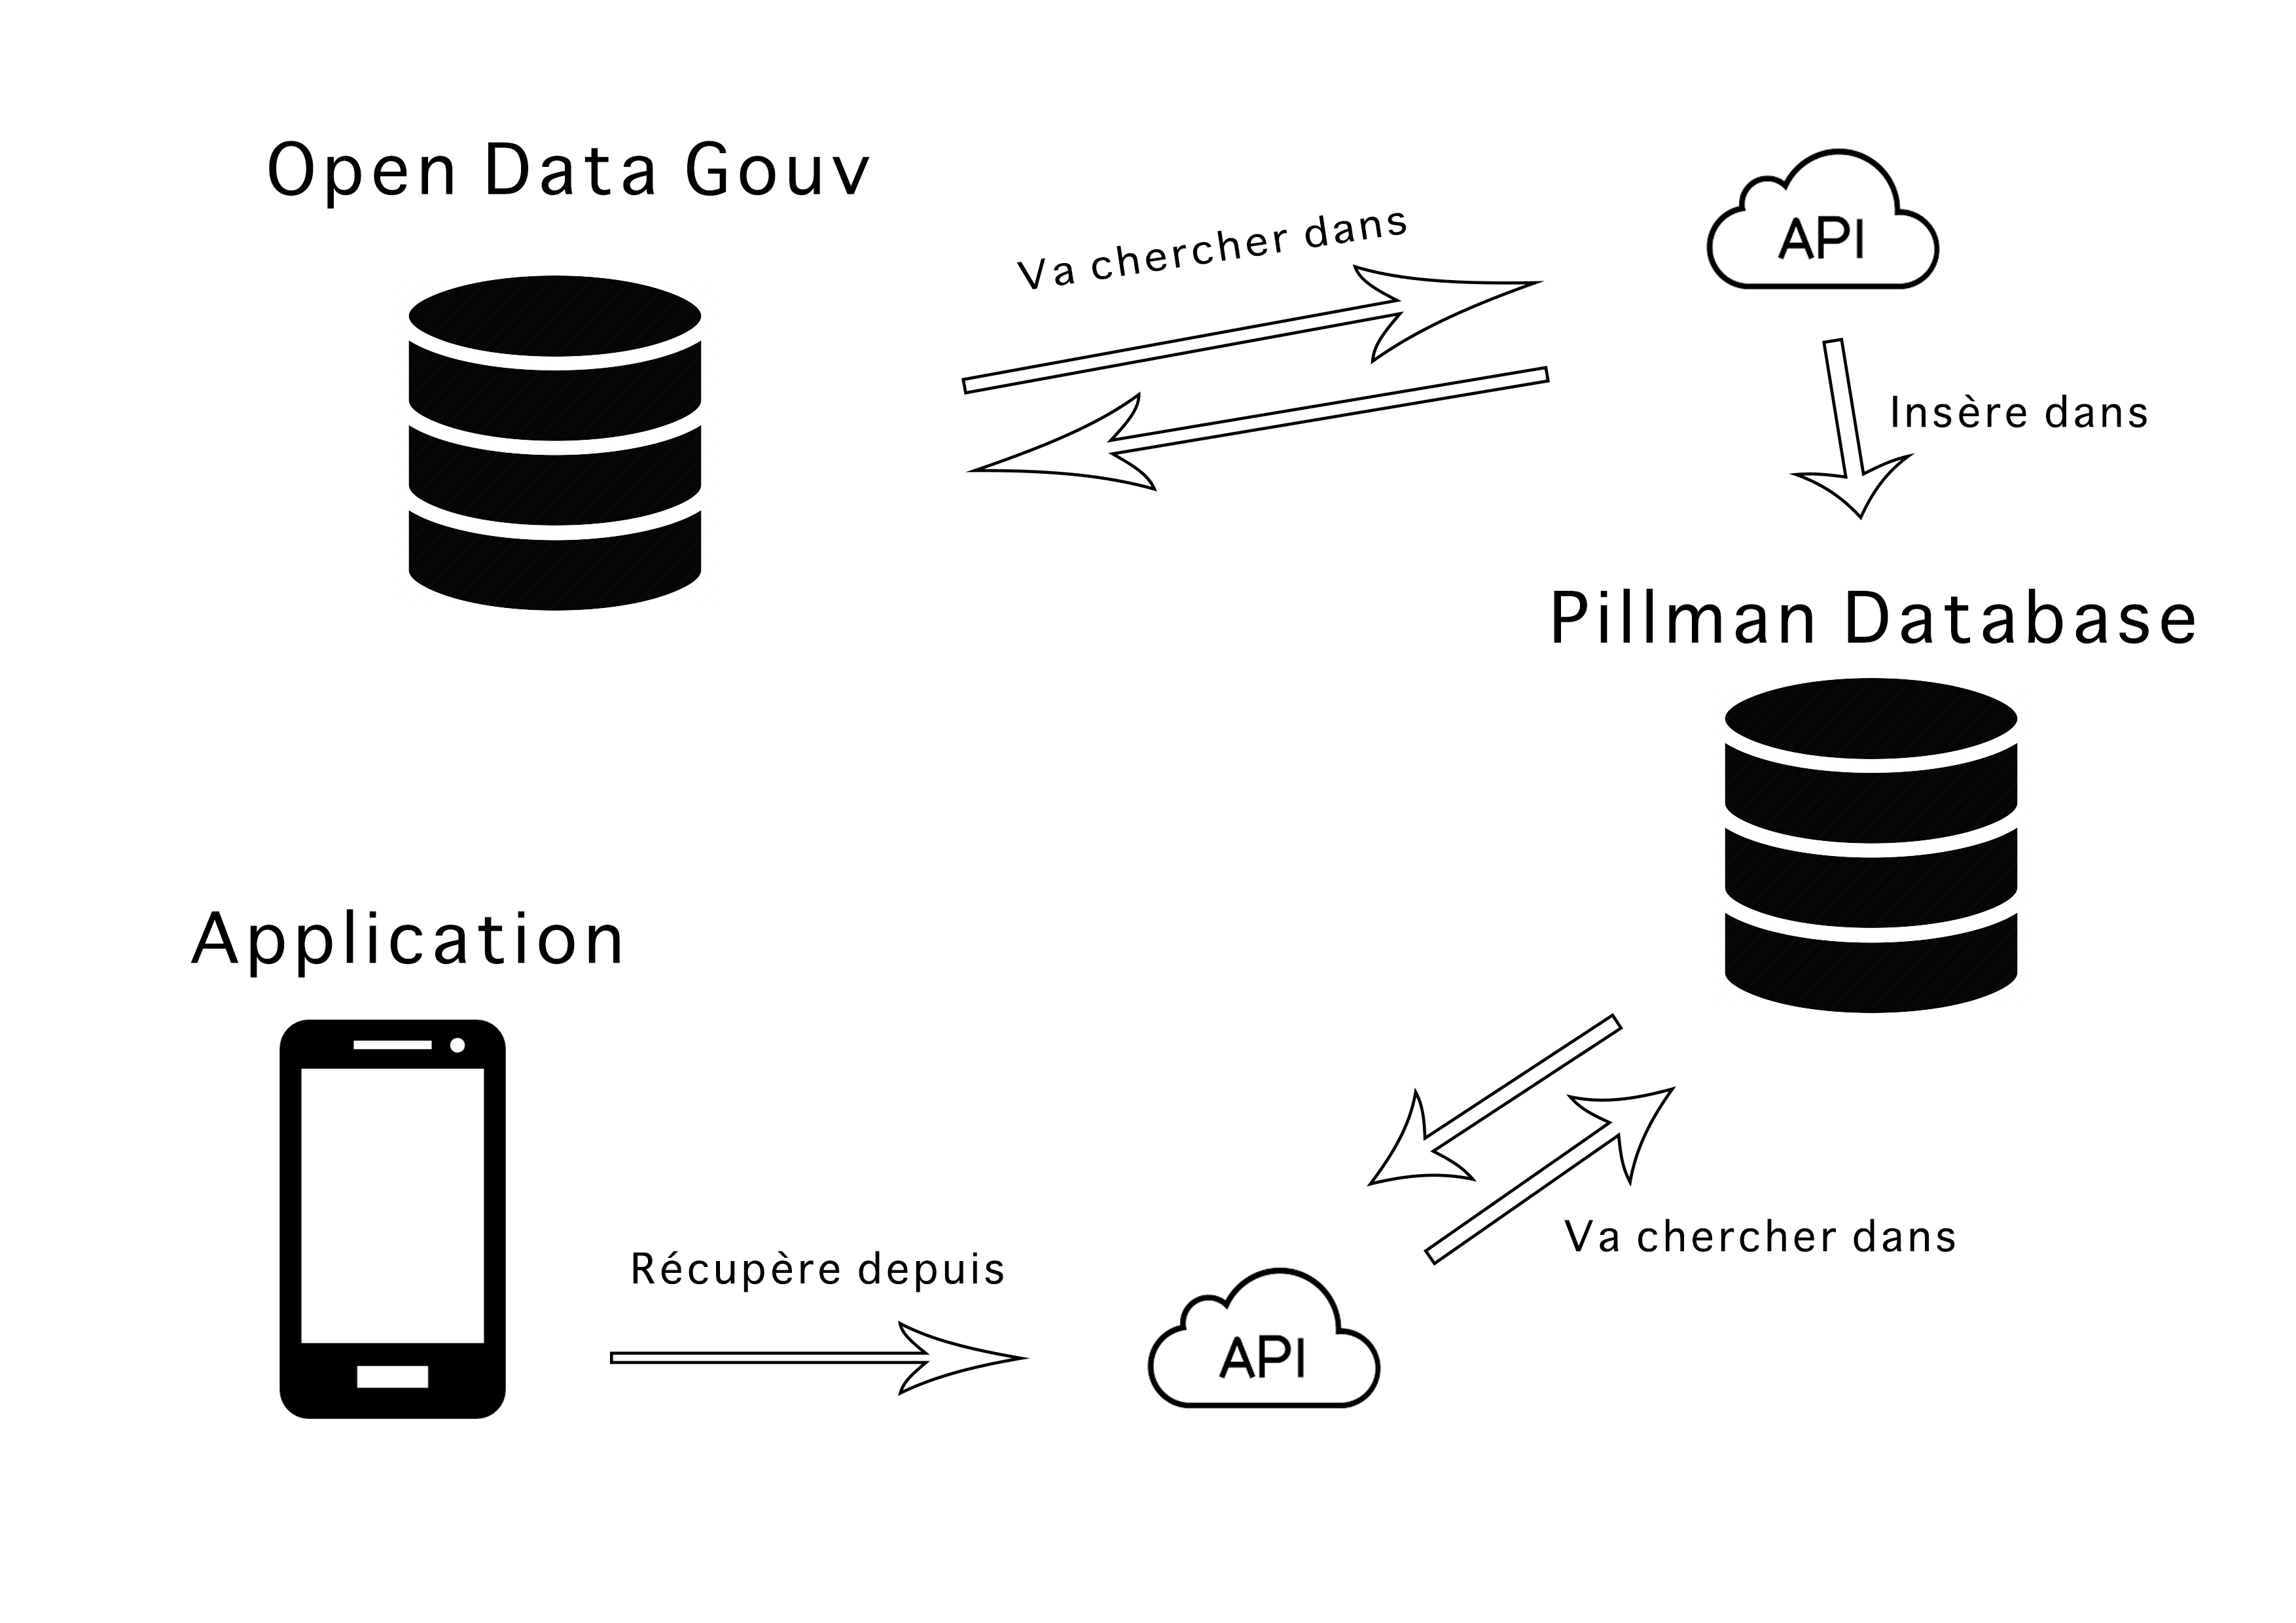 Open Data Gouv
Va chercher dans
API
Insère dans
Pillman Database
Application
Récupère depuis
Va chercher dans
API